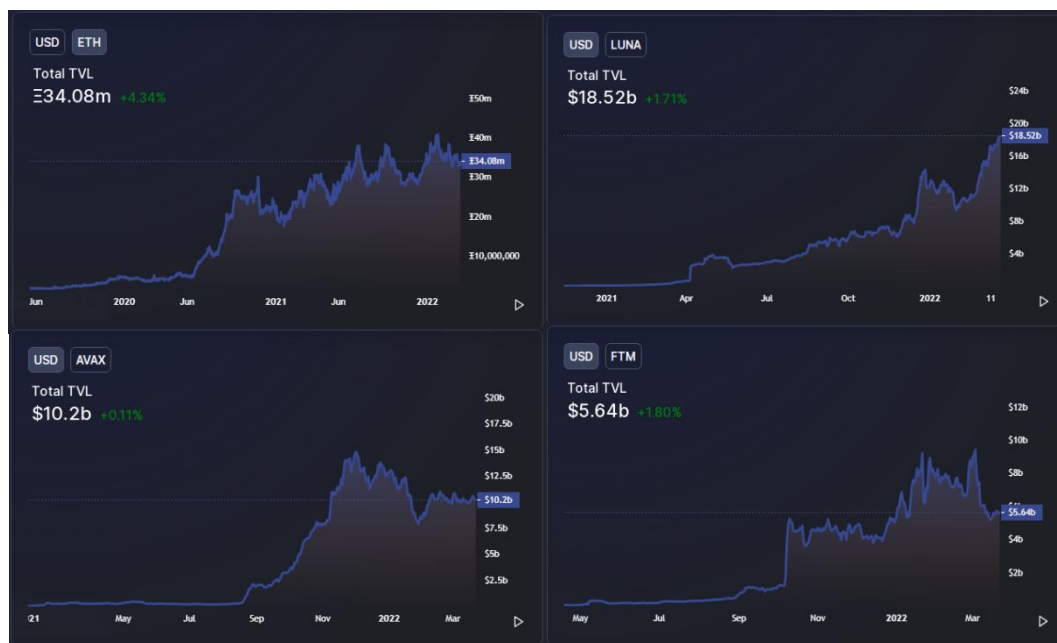 USD ETH
Total TVL
Ξ34.08m +4.34%
Ξ50m
Ξ40m
Ξ34.08m
Ξ30m
Ξ20m
Ξ10,000,000
Jun 2020 Jun 2021 Jun 2022
USD LUNA
Total TVL
$18.52b +1.71%
$24b
$20b
$18.52b
$16b
$12b
$8b
$4b
2021 Apr Jul Oct 2022 11
USD AVAX
Total TVL
$10.2b +0.11%
$20b
$17.5b
$15b
$12.5b
$10.2b
$7.5b
$5b
$2.5b
21 May Jul Sep Nov 2022 Mar
USD FTM
Total TVL
$5.64b +1.80%
$12b
$10b
$8b
$5.64b
$4b
$2b
May Jul Sep Nov 2022 Mar